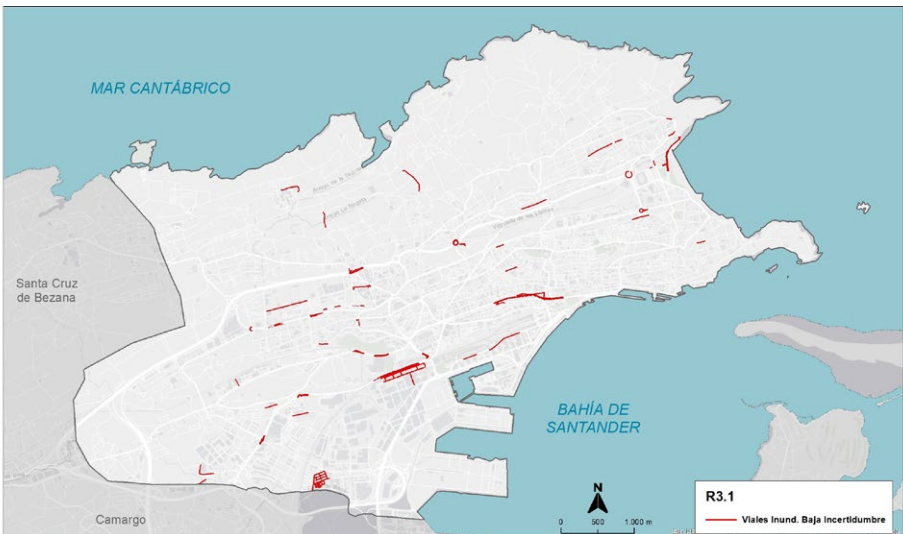 MAR CANTÁBRICO
Santa Cruz
de Bezana
BAHÍA DE
SANTANDER
Camargo
N
0 500 1.000 m
R3.1
Viales Inund. Baja Incertidumbre